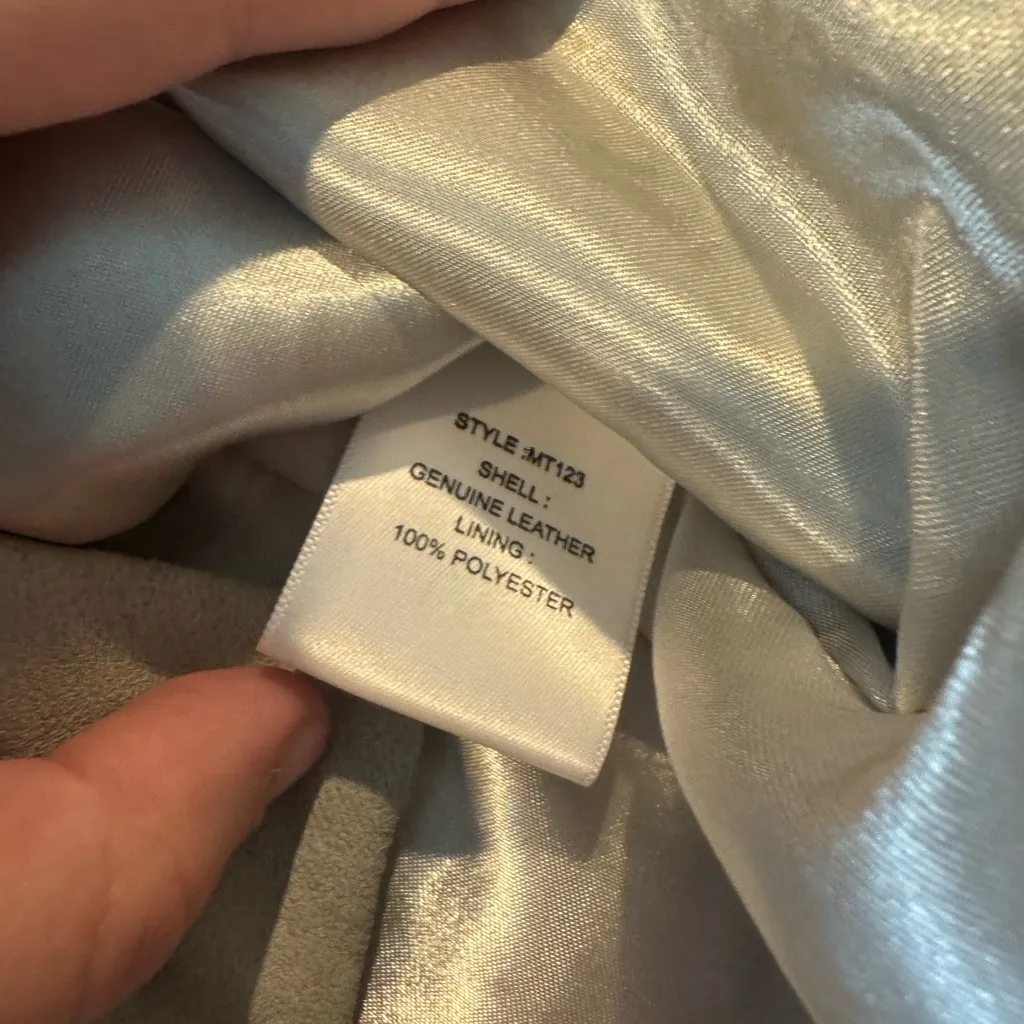 STYLE :MT123
SHELL :
GENUINE LEATHER
LINING :
100% POLYESTER